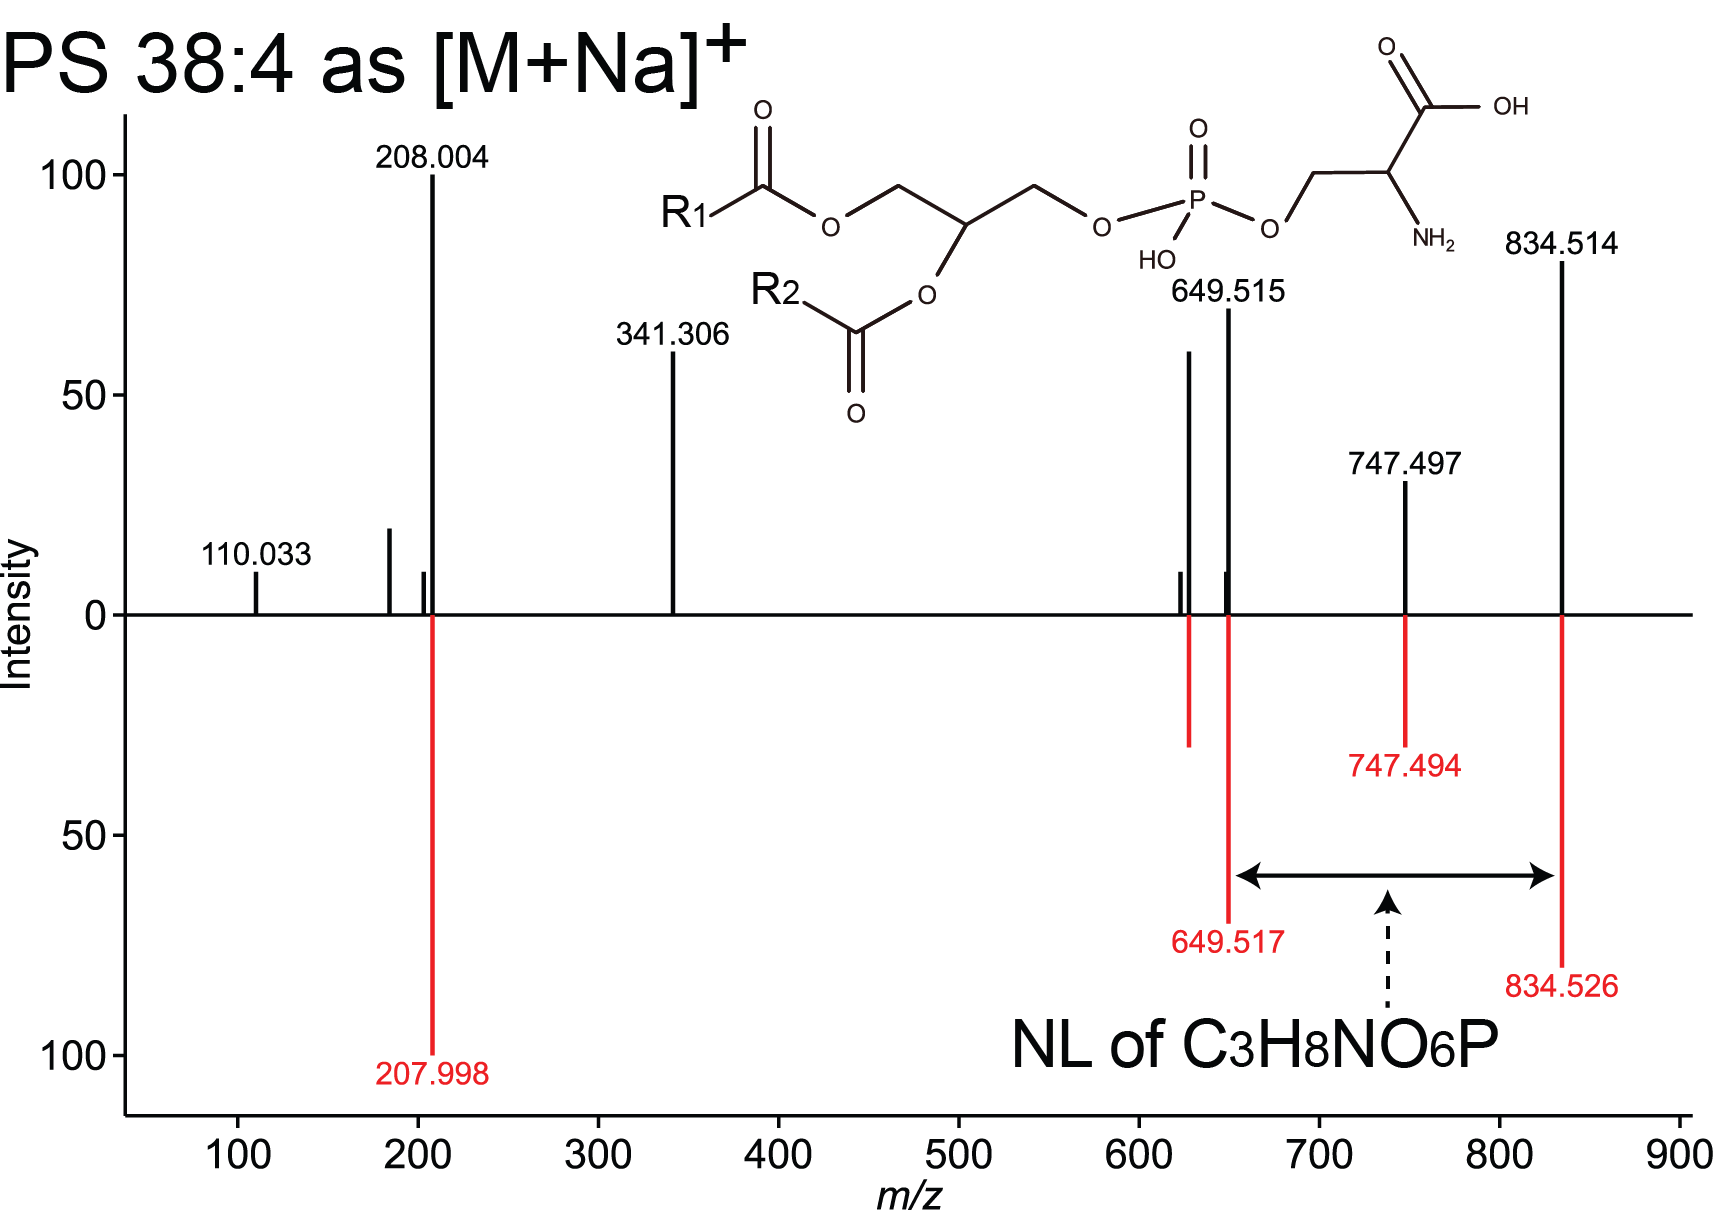 PS 38:4 as [M+Na]+
O
OH
NH2
O
P
HO
O
O
O
R1
O
R2
O
O
100
50
0
50
100
Intensity
110.033
208.004
341.306
649.515
747.497
834.514
207.998
649.517
747.494
834.526
NL of C3H8NO6P
100 200 300 400 500 600 700 800 900
m/z